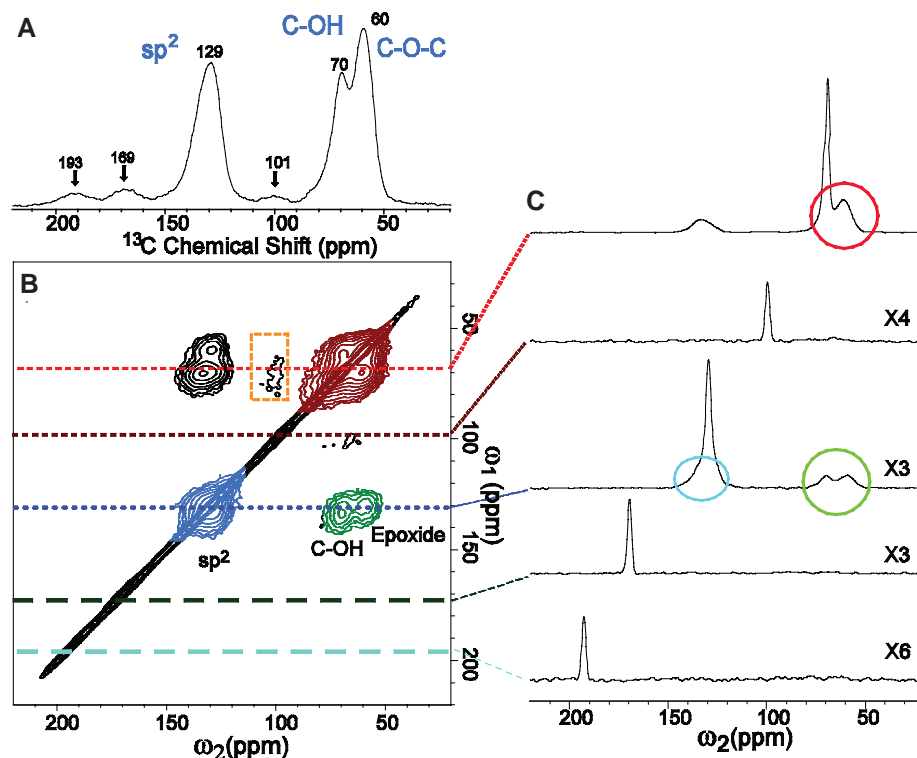 A
sp2
C-OH
60
C-O-C
129
70
193
169
101
200
150
100
50
13C Chemical Shift (ppm)
B
50
100
150
200
ω1 (ppm)
sp2
C-OH
Epoxide
200
150
100
50
ω2(ppm)
C
X4
X3
X3
X6
200
100
ω2(ppm)